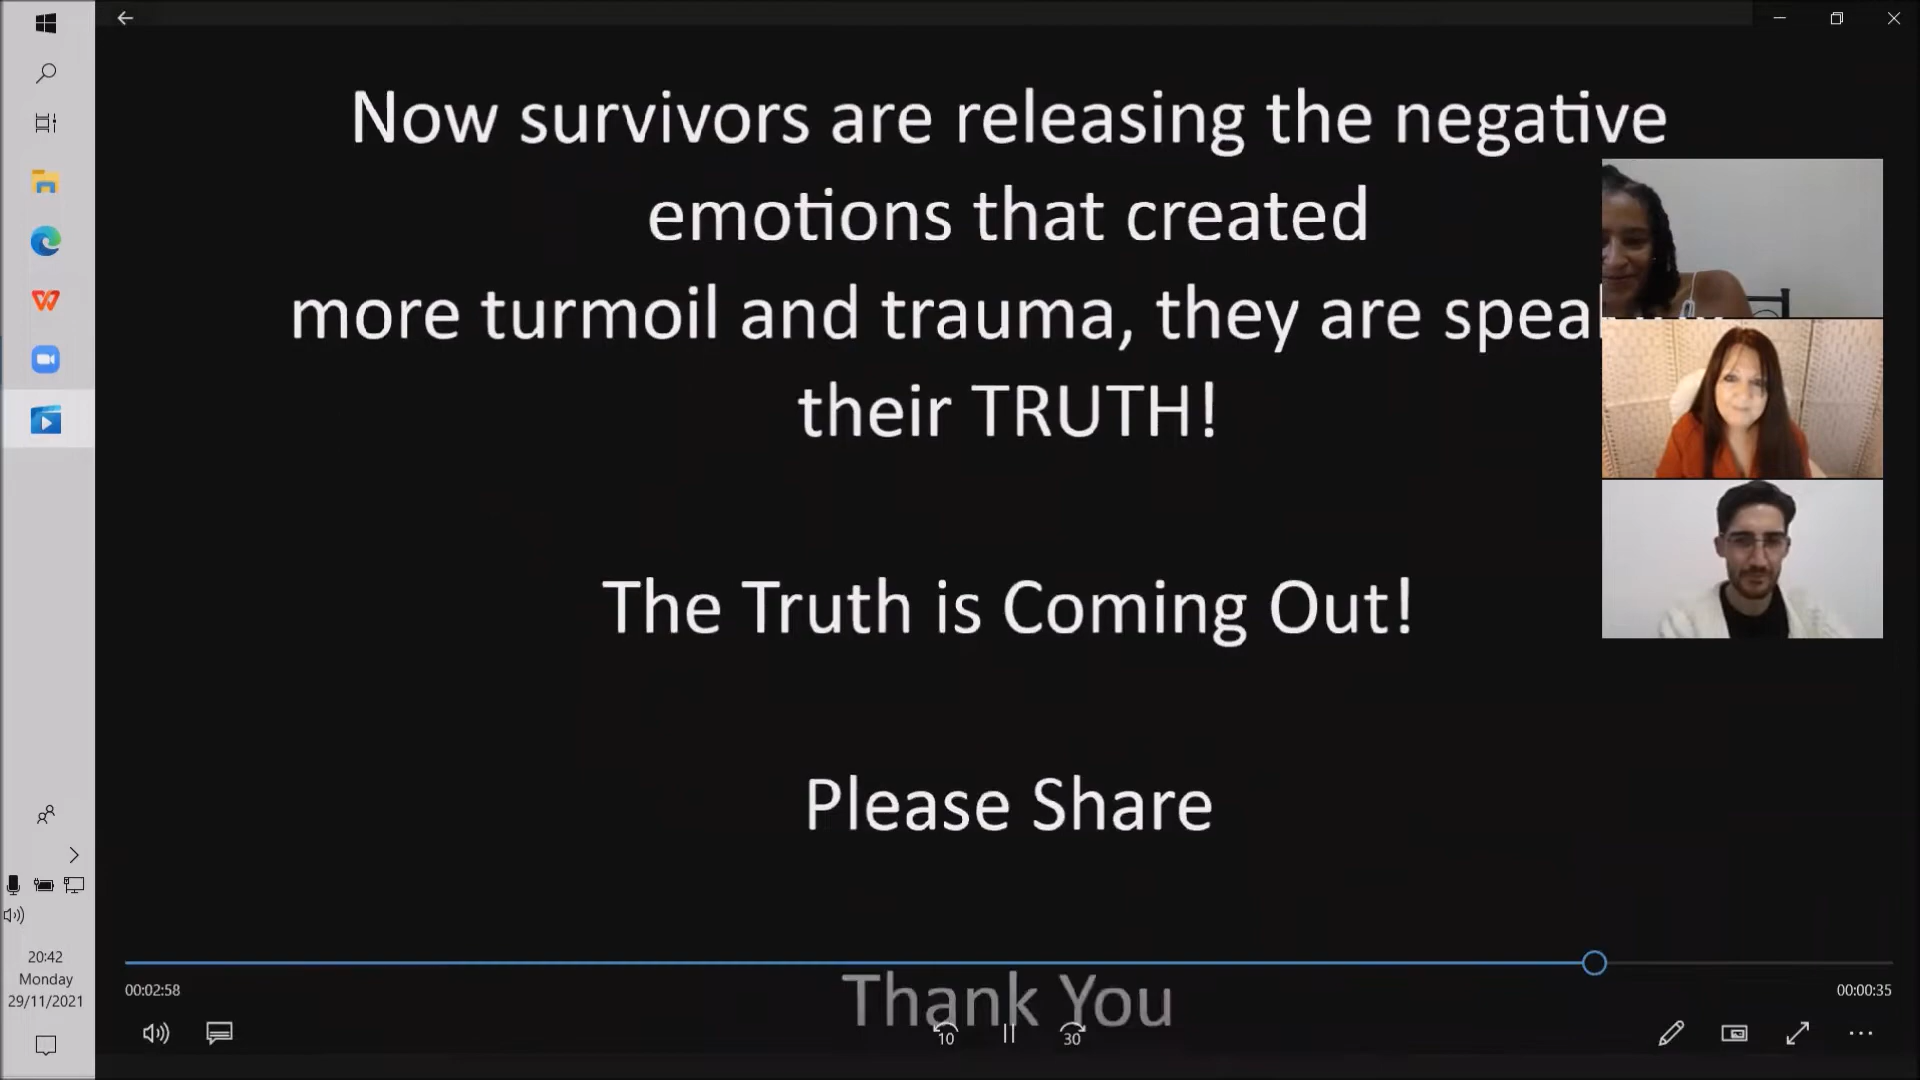 Now survivors are releasing the negative
emotions that created
more turmoil and trauma, they are
their TRUTH!
The Truth is Coming Out!
Please Share
Thank You
00:02:58
00:00:35
10
30
20:42
Monday
29/11/2021